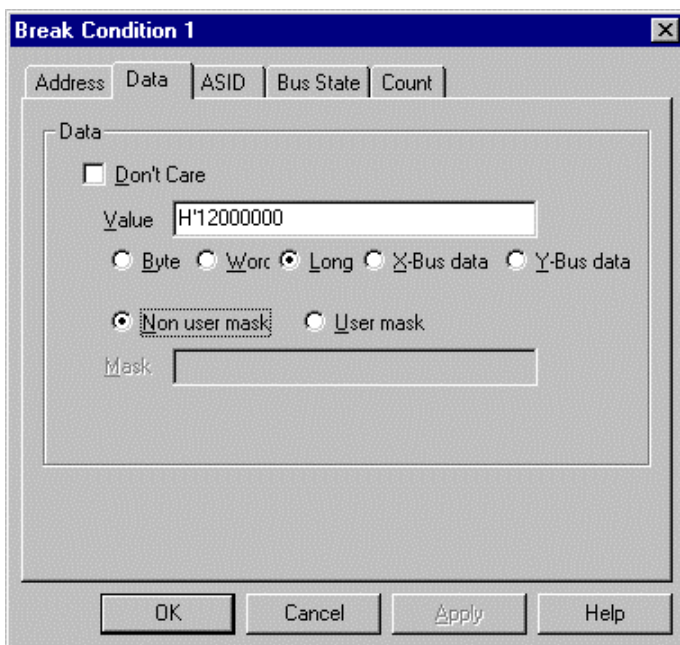 Break Condition 1
Address Data ASID Bus State Count
Data
Don't Care
Value H'12000000
Byte Worc Long X-Bus data Y-Bus data
Non user mask User mask
Mask
OK Cancel Apply Help